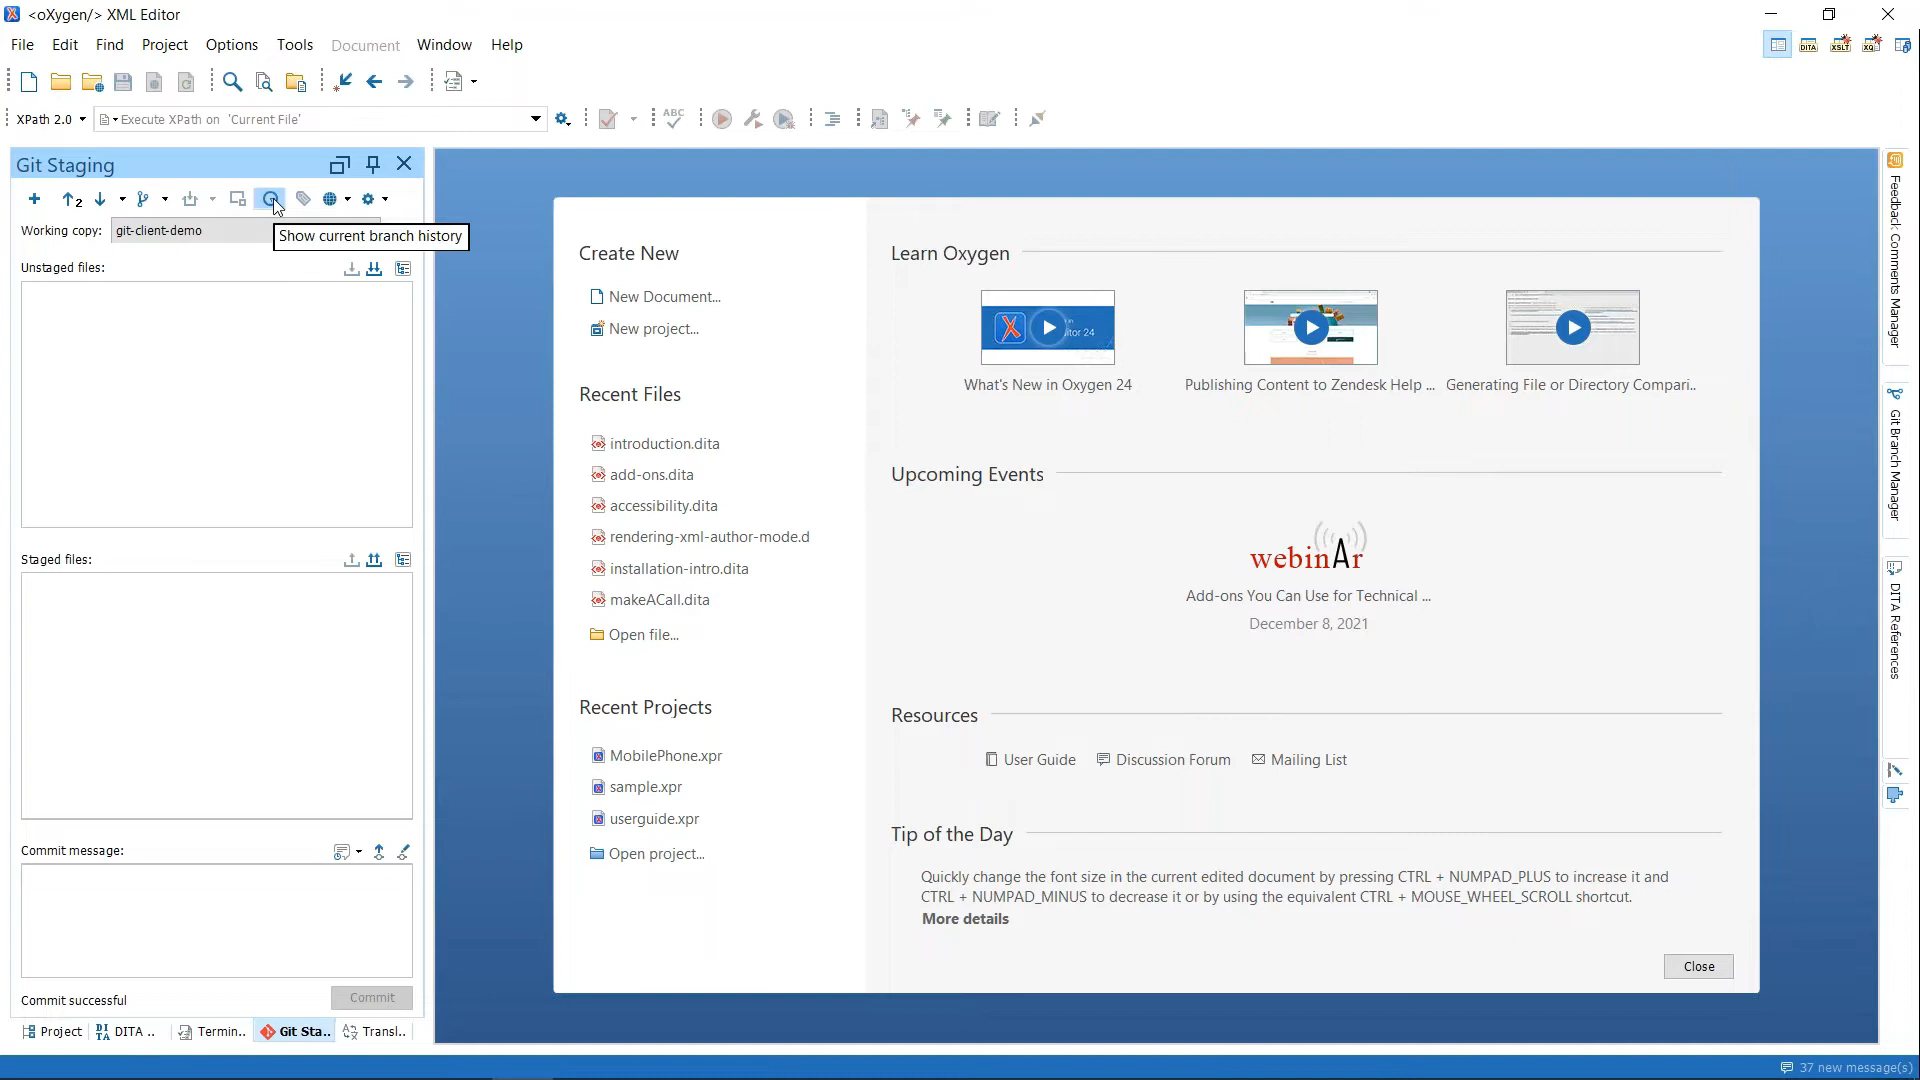 <oXygen/> XML Editor
File Edit Find Project Options Tools Document Window Help
DITA XSLT XQ
XPath 2.0 Execute XPath on 'Current File' ABC
Git Staging
2
Working copy: git-client-demo
Show current branch history
Unstaged files:
Staged files:
Commit message:
Commit successful
Commit
Project DITA .. Termin.. Git Sta.. Transl..
Create New
New Document...
New project...
Recent Files
introduction.dita
add-ons.dita
accessibility.dita
rendering-xml-author-mode.d
installation-intro.dita
makeACall.dita
Open file...
Recent Projects
MobilePhone.xpr
sample.xpr
userguide.xpr
Open project...
Learn Oxygen
in
itor 24
What's New in Oxygen 24
Publishing Content to Zendesk Help ...
Generating File or Directory Compari..
Upcoming Events
webinAr
Add-ons You Can Use for Technical ...
December 8, 2021
Resources
User Guide Discussion Forum Mailing List
Tip of the Day
Quickly change the font size in the current edited document by pressing CTRL + NUMPAD_PLUS to increase it and
CTRL + NUMPAD_MINUS to decrease it or by using the equivalent CTRL + MOUSE_WHEEL_SCROLL shortcut.
More details
Close
Feedback Comments Manager
Git Branch Manager
DITA References
37 new message(s)